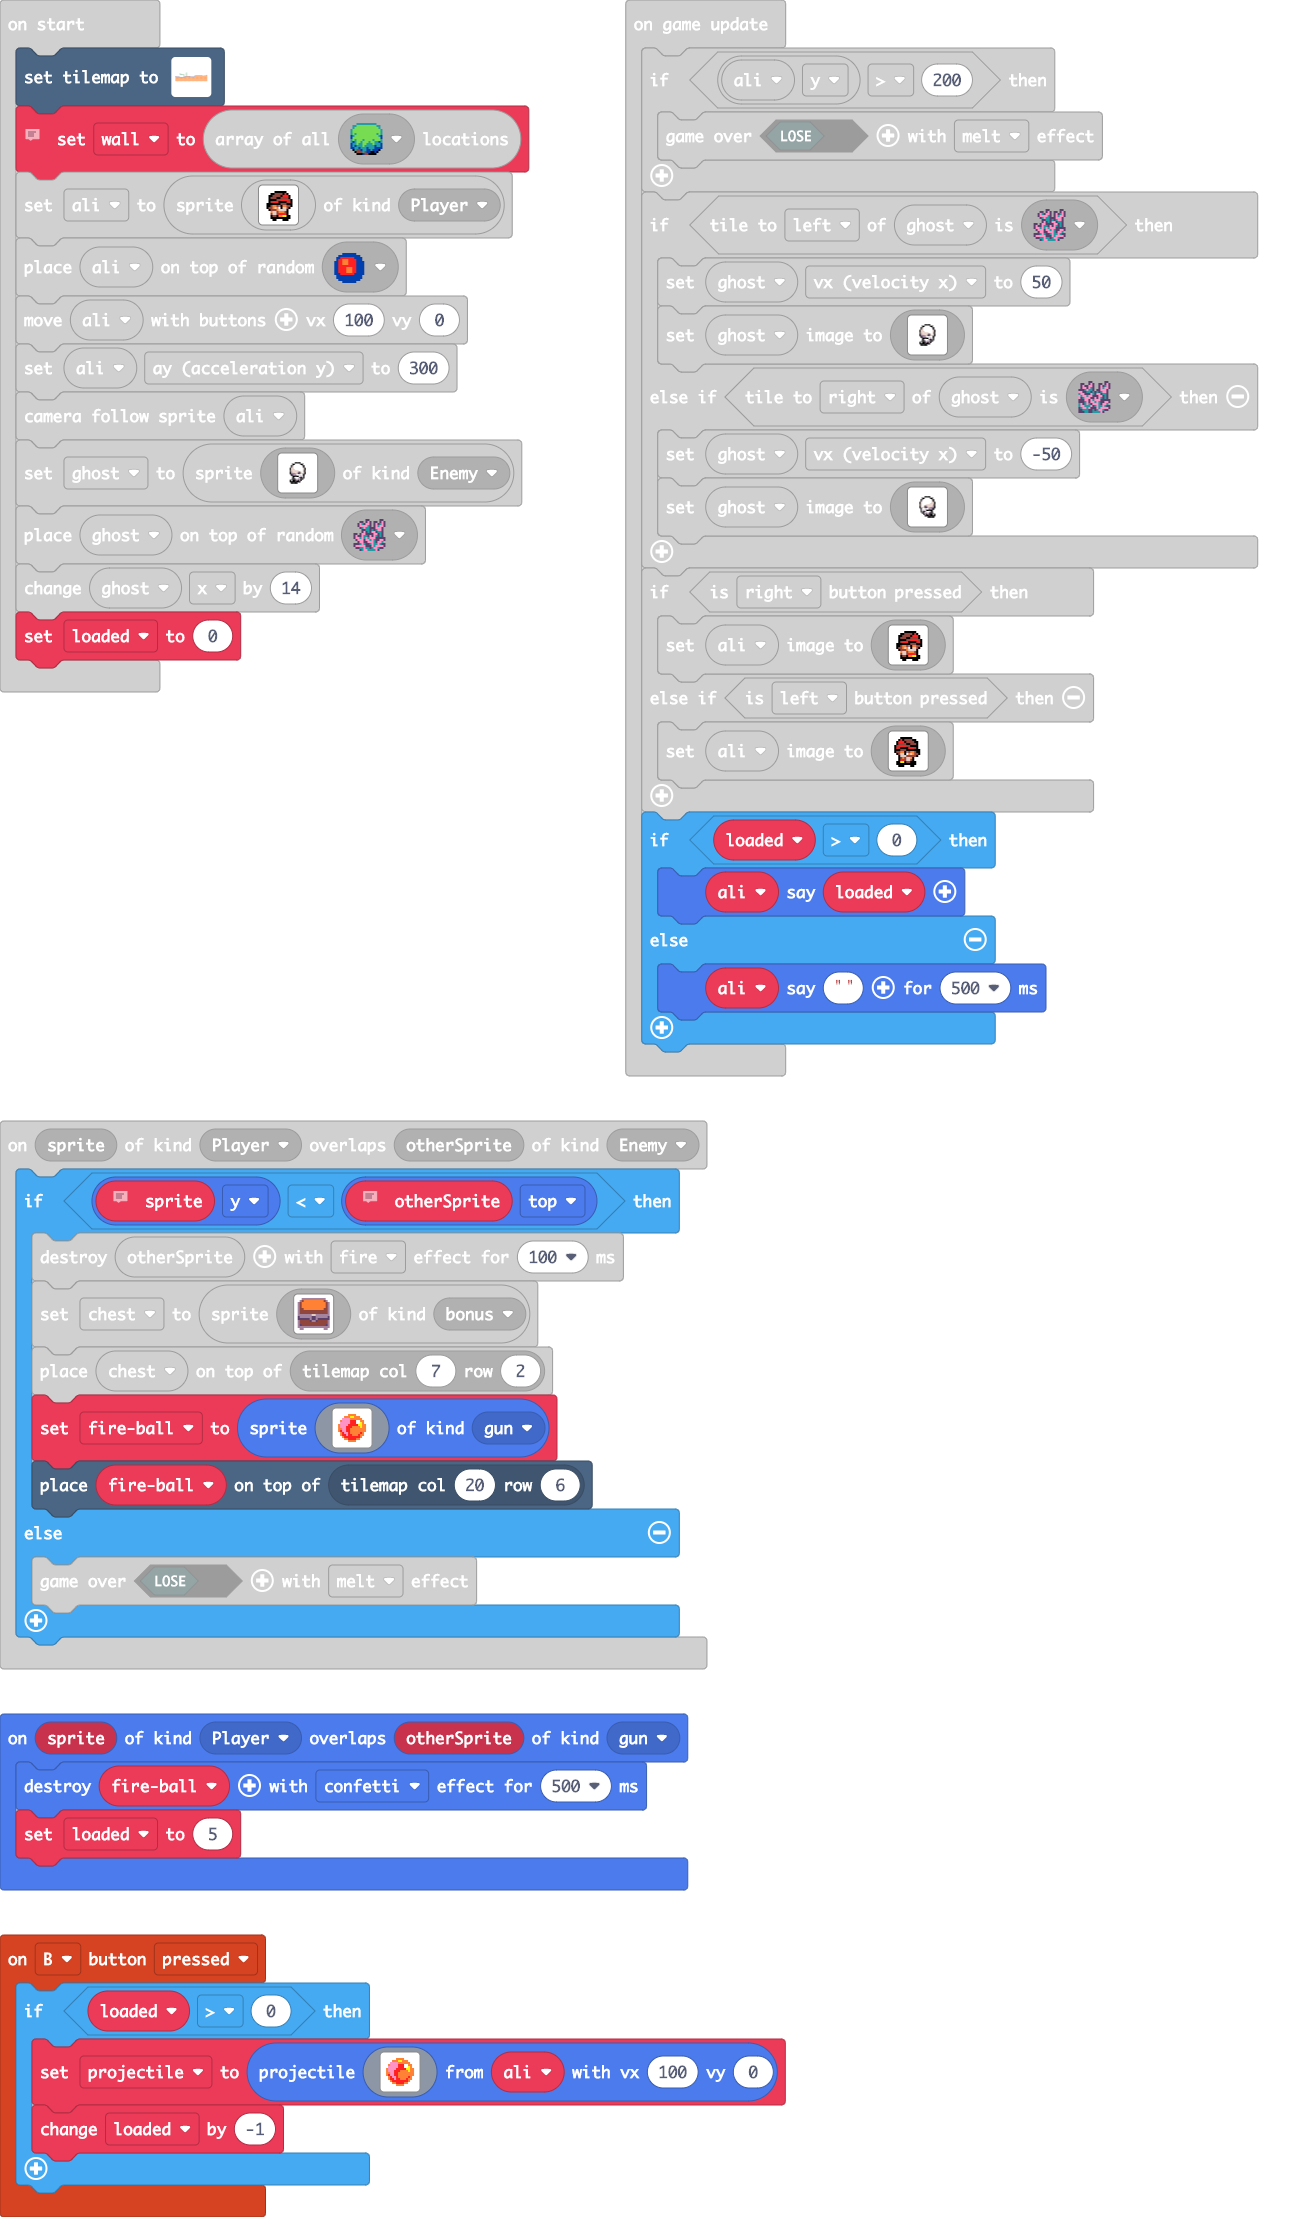 on start
set tilemap to
set wall to array of all locations
set ali to sprite of kind Player
place ali on top of random
move ali with buttons vx 100 vy 0
set ali ay (acceleration y) to 300
camera follow sprite ali
set ghost to sprite of kind Enemy
place ghost on top of random
change ghost x by 14
set loaded to 0
on game update
if ali y > 200 then
game over LOSE with melt effect
if tile to left of ghost is then
set ghost vx (velocity x) to 50
set ghost image to
else if tile to right of ghost is then
set ghost vx (velocity x) to -50
set ghost image to
if is right button pressed then
set ali image to
else if is left button pressed then
set ali image to
if loaded > 0 then
ali say loaded
else
ali say " " for 500 ms
on sprite of kind Player overlaps otherSprite of kind Enemy
if sprite y < otherSprite top then
destroy otherSprite with fire effect for 100 ms
set chest to sprite of kind bonus
place chest on top of tilemap col 7 row 2
set fire-ball to sprite of kind gun
place fire-ball on top of tilemap col 20 row 6
else
game over LOSE with melt effect
on sprite of kind Player overlaps otherSprite of kind gun
destroy fire-ball with confetti effect for 500 ms
set loaded to 5
on B button pressed
if loaded > 0 then
set projectile to projectile from ali with vx 100 vy 0
change loaded by -1